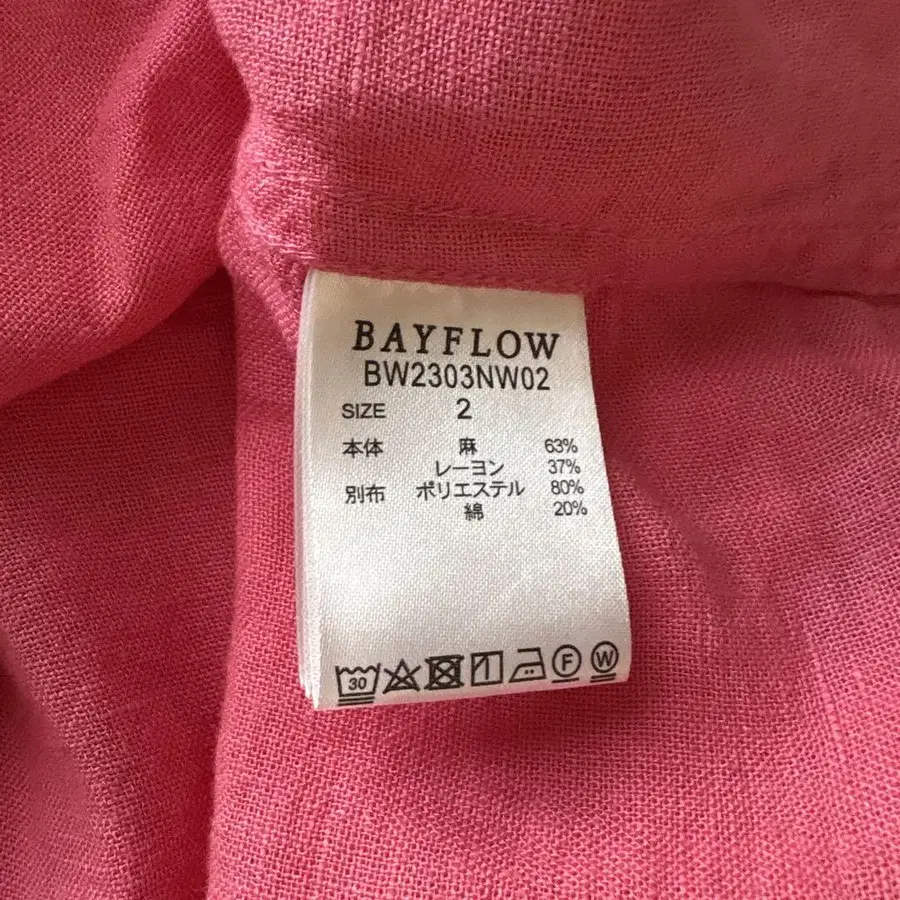 BAYFLOW
BW2303NW02
SIZE 2
本体 麻 63%
レーヨン 37%
別布 ポリエステル 80%
綿 20%
30 F W